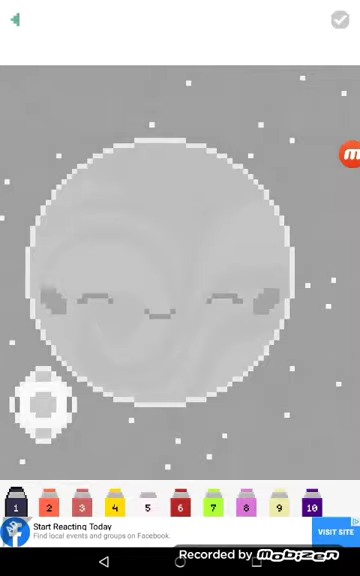 m
1 2 3 4 5 6 7 8 9 10
Start Reacting Today
Find local events and groups on Facebook.
VISIT SITE
Recorded by mobizen